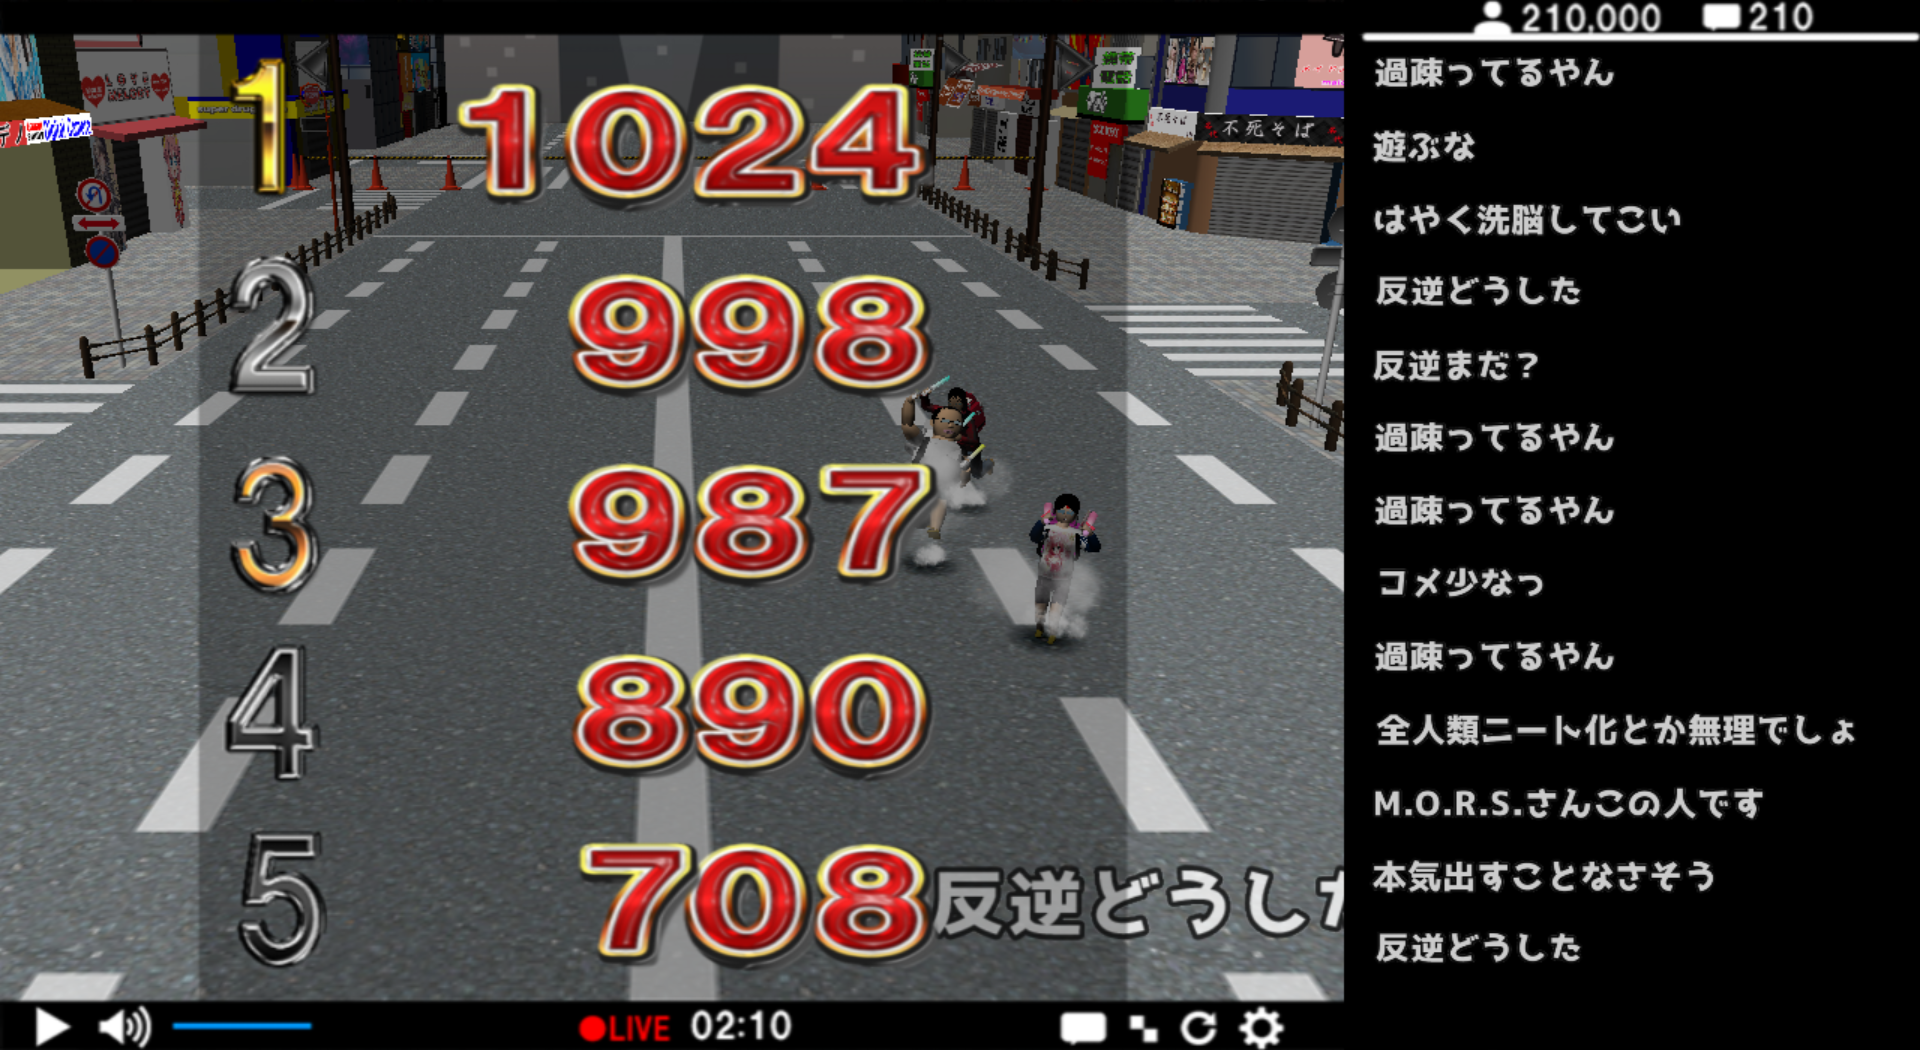 210,000 210
過疎ってるやん
遊ぶな
はやく洗脳してこい
反逆どうした
反逆まだ？
過疎ってるやん
過疎ってるやん
コメ少なっ
過疎ってるやん
全人類ニート化とか無理でしょ
M.O.R.S.さんこの人です
本気出すことなさそう
反逆どうした
1 1024
2 998
3 987
4 890
5 708
反逆どうした
不死そば
LIVE 02:10